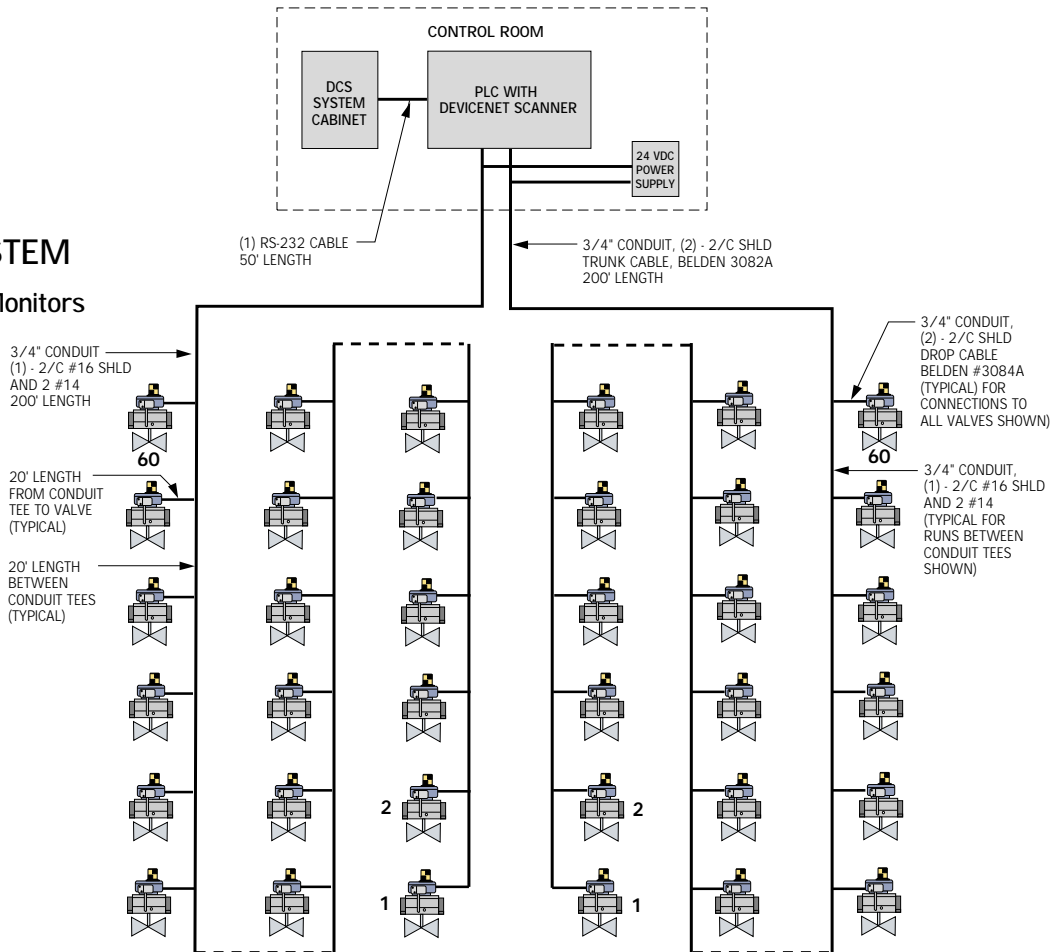 CONTROL ROOM
DCS
SYSTEM
CABINET
PLC WITH
DEVICENET SCANNER
24 VDC
POWER
SUPPLY
(1) RS-232 CABLE
50' LENGTH
3/4" CONDUIT, (2) - 2/C SHLD
TRUNK CABLE, BELDEN 3082A
200' LENGTH
STEM
Monitors
3/4" CONDUIT
(1) - 2/C #16 SHLD
AND 2 #14
200' LENGTH
3/4" CONDUIT,
(2) - 2/C SHLD
DROP CABLE
BELDEN #3084A
(TYPICAL) FOR
CONNECTIONS TO
ALL VALVES SHOWN)
60
60
20' LENGTH
FROM CONDUIT
TEE TO VALVE
(TYPICAL)
3/4" CONDUIT,
(1) - 2/C #16 SHLD
AND 2 #14
(TYPICAL FOR
RUNS BETWEEN
CONDUIT TEES
SHOWN)
20' LENGTH
BETWEEN
CONDUIT TEES
(TYPICAL)
2
2
1
1